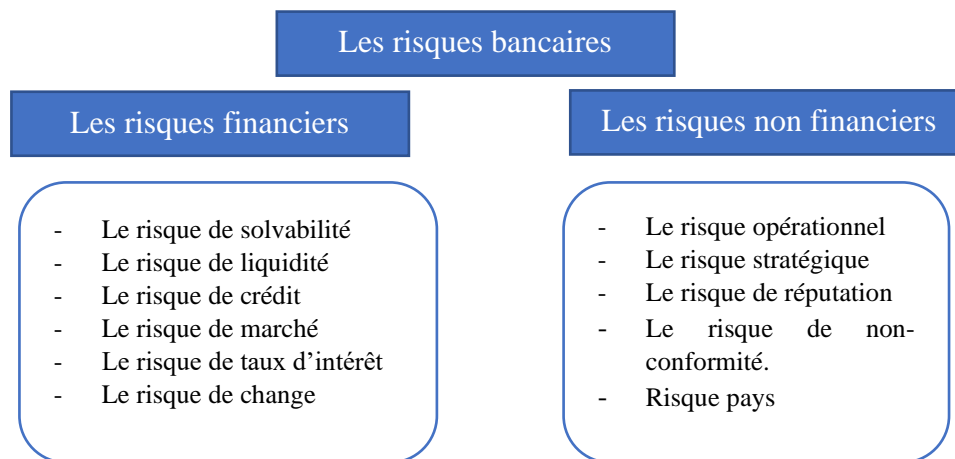 Les risques bancaires
Les risques financiers
Les risques non financiers
- Le risque de solvabilité
- Le risque de liquidité
- Le risque de crédit
- Le risque de marché
- Le risque de taux d’intérêt
- Le risque de change
- Le risque opérationnel
- Le risque stratégique
- Le risque de réputation
- Le risque de non-
conformité.
- Risque pays